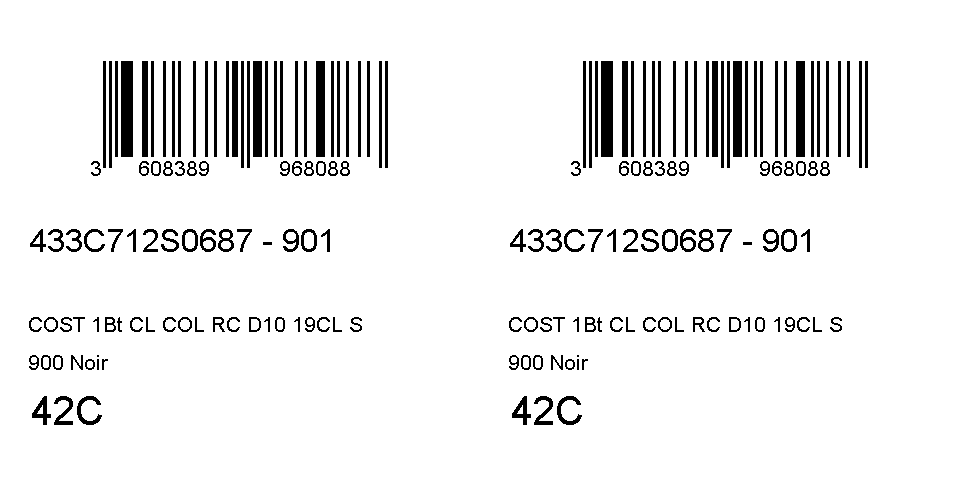 3 608389 968088
433C712S0687 - 901
COST 1Bt CL COL RC D10 19CL S
900 Noir
42C
3 608389 968088
433C712S0687 - 901
COST 1Bt CL COL RC D10 19CL S
900 Noir
42C